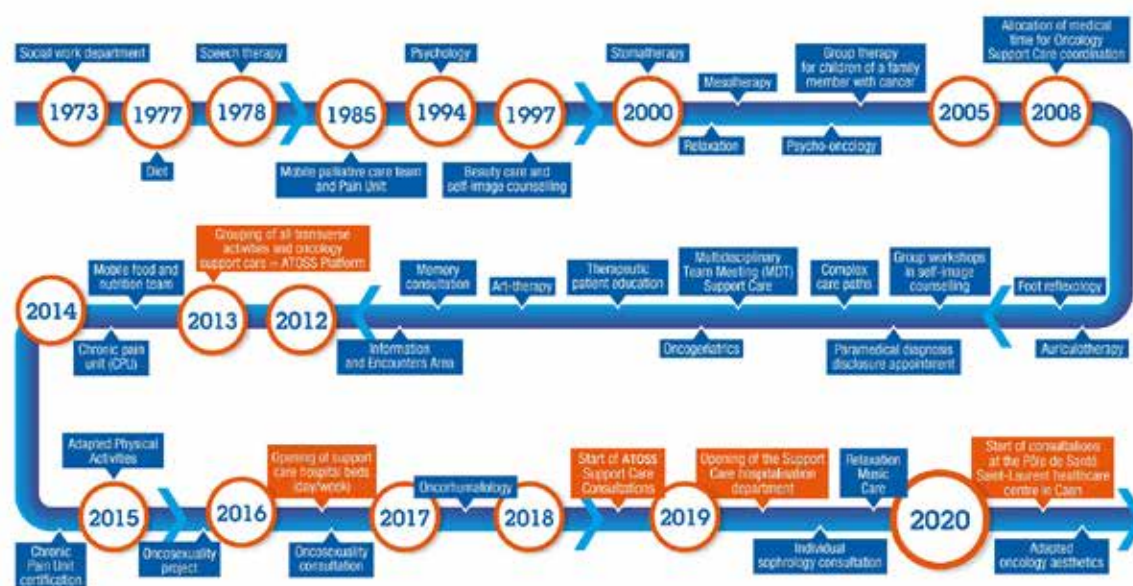 Social work department
Speech therapy
Psychology
Stomatherapy
Mesotherapy
Group therapy
for children of a family
member with cancer
Allocation of medical
time for Oncology
Support Care coordination
1973
1977
1978
1985
1994
1997
2000
2005
2008
Diet
Mobile palliative care team
and Pain Unit
Beauty care and
self-image counselling
Relaxation
Psycho-oncology
Mobile food and
nutrition team
Grouping of all transverse
activities and oncology
support care – ATOSS Platform
Memory
consultation
Art-therapy
Therapeutic
patient education
Multidisciplinary
Team Meeting (MDT)
Support Care
Complex
care paths
Group workshops
in self-image
counselling
Foot reflexology
2014
2013
2012
Chronic pain
unit (CPU)
Information
and Encounters Area
Oncogeriatrics
Paramedical diagnosis
disclosure appointment
Auriculotherapy
Adapted Physical
Activities
Opening of support
care hospital beds
(day/week)
Oncorhumatology
Start of ATOSS
Support Care
Consultations
Opening of the Support
Care hospitalisation
department
Relaxation
Music
Care
Start of consultations
at the Pôle de Santé
Saint-Laurent healthcare
centre in Caen
2015
2016
2017
2018
2019
2020
Chronic
Pain Unit
certification
Oncosexuality
project
Oncosexuality
consultation
Individual
sophrology consultation
Adapted
oncology aesthetics